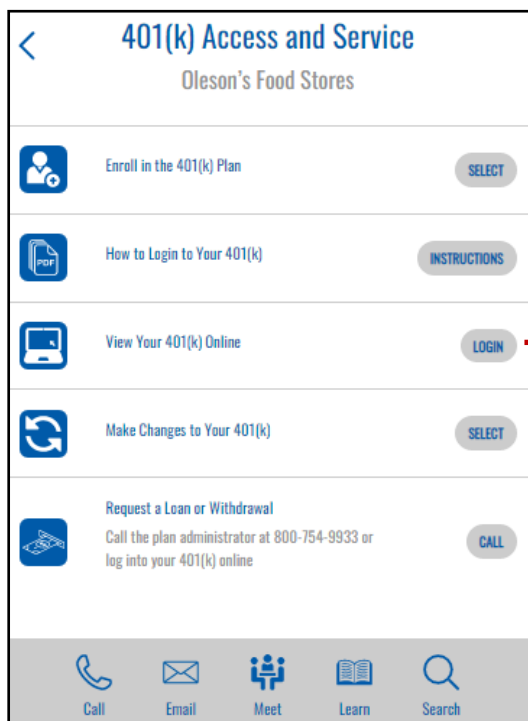 401(k) Access and Service
Oleson's Food Stores
Enroll in the 401(k) Plan
SELECT
PDF
How to Login to Your 401(k)
INSTRUCTIONS
View Your 401(k) Online
LOGIN
Make Changes to Your 401(k)
SELECT
Request a Loan or Withdrawal
Call the plan administrator at 800-754-9933 or
log into your 401(k) online
CALL
Call Email Meet Learn Search